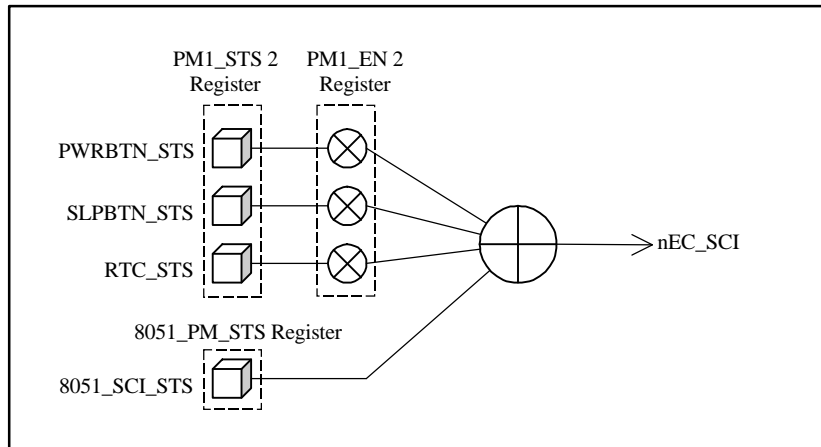 PM1_STS 2
Register
PM1_EN 2
Register
PWRBTN_STS
SLPBTN_STS
nEC_SCI
RTC_STS
8051_PM_STS Register
8051_SCI_STS